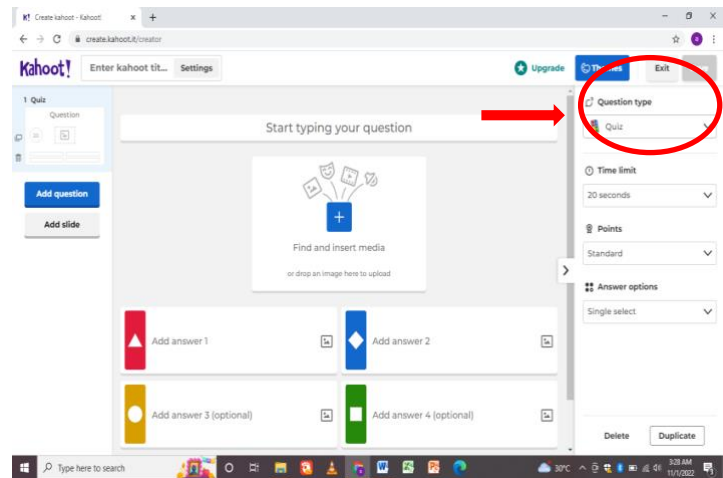 K! Create kahoot - Kahoot!
create.kahoot.it/creator
Kahoot! Enter kahoot tit... Settings Upgrade Exit
1 Quiz
Question
Add question
Add slide
Start typing your question
Find and insert media
or drop an image here to upload
Add answer 1
Add answer 2
Add answer 3 (optional)
Add answer 4 (optional)
Question type
Quiz
Time limit
20 seconds
Points
Standard
Answer options
Single select
Delete Duplicate
Type here to search
30°C
3:28 AM
11/1/2022